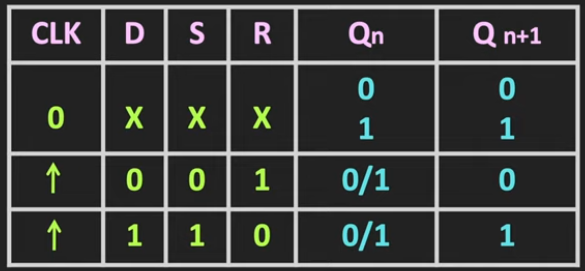 CLK D S R Qn Q n+1
0 X X X 0 0
1 1
↑ 0 0 1 0/1 0
↑ 1 1 0 0/1 1